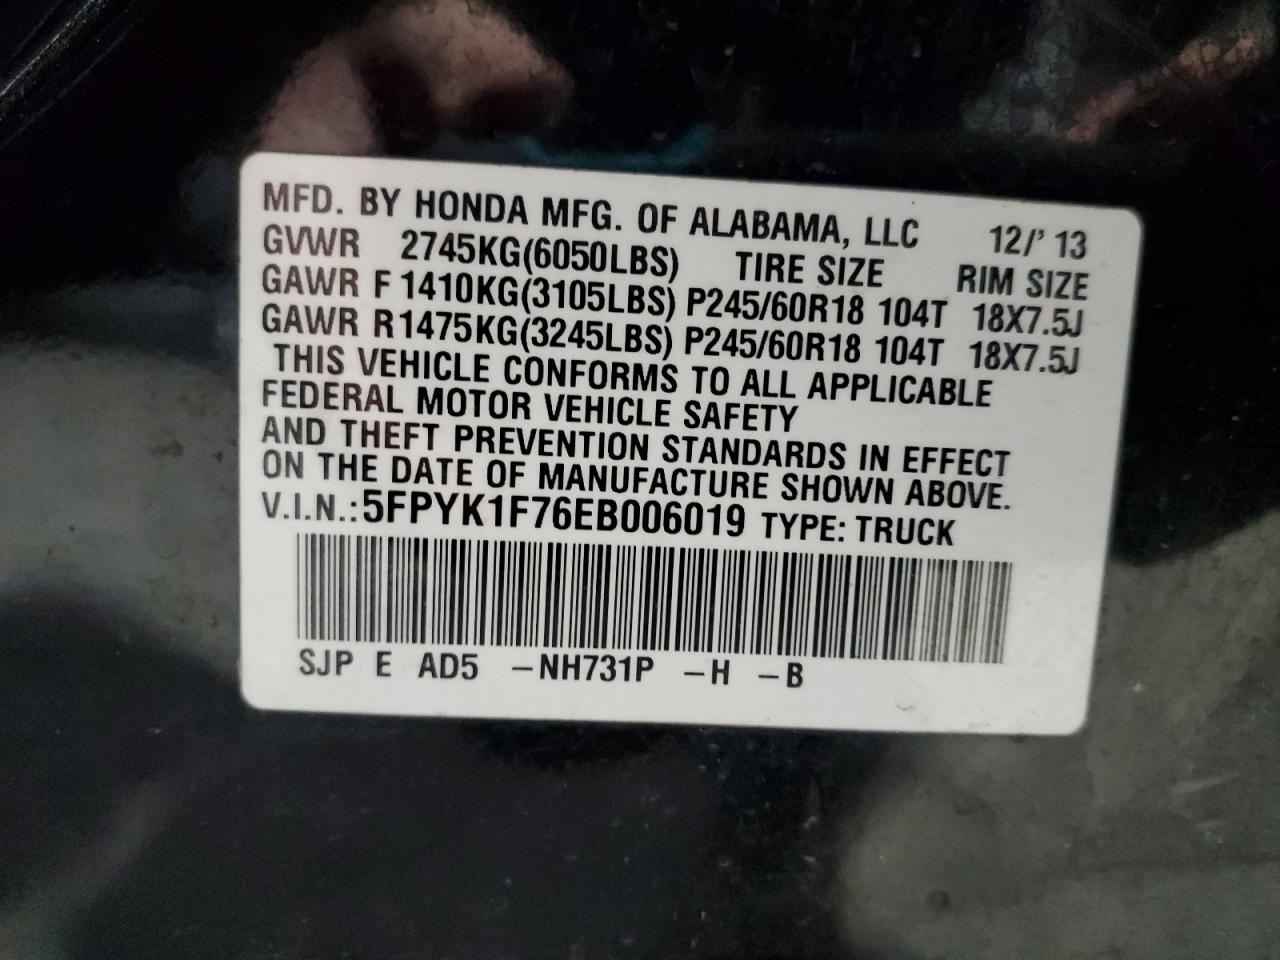 MFD. BY HONDA MFG. OF ALABAMA, LLC 12/' 13
GVWR 2745KG(6050LBS) TIRE SIZE RIM SIZE
GAWR F 1410KG(3105LBS) P245/60R18 104T 18X7.5J
GAWR R1475KG(3245LBS) P245/60R18 104T 18X7.5J
THIS VEHICLE CONFORMS TO ALL APPLICABLE
FEDERAL MOTOR VEHICLE SAFETY
AND THEFT PREVENTION STANDARDS IN EFFECT
ON THE DATE OF MANUFACTURE SHOWN ABOVE.
V.I.N.:5FPYK1F76EB006019 TYPE: TRUCK
SJP E AD5 –NH731P –H –B